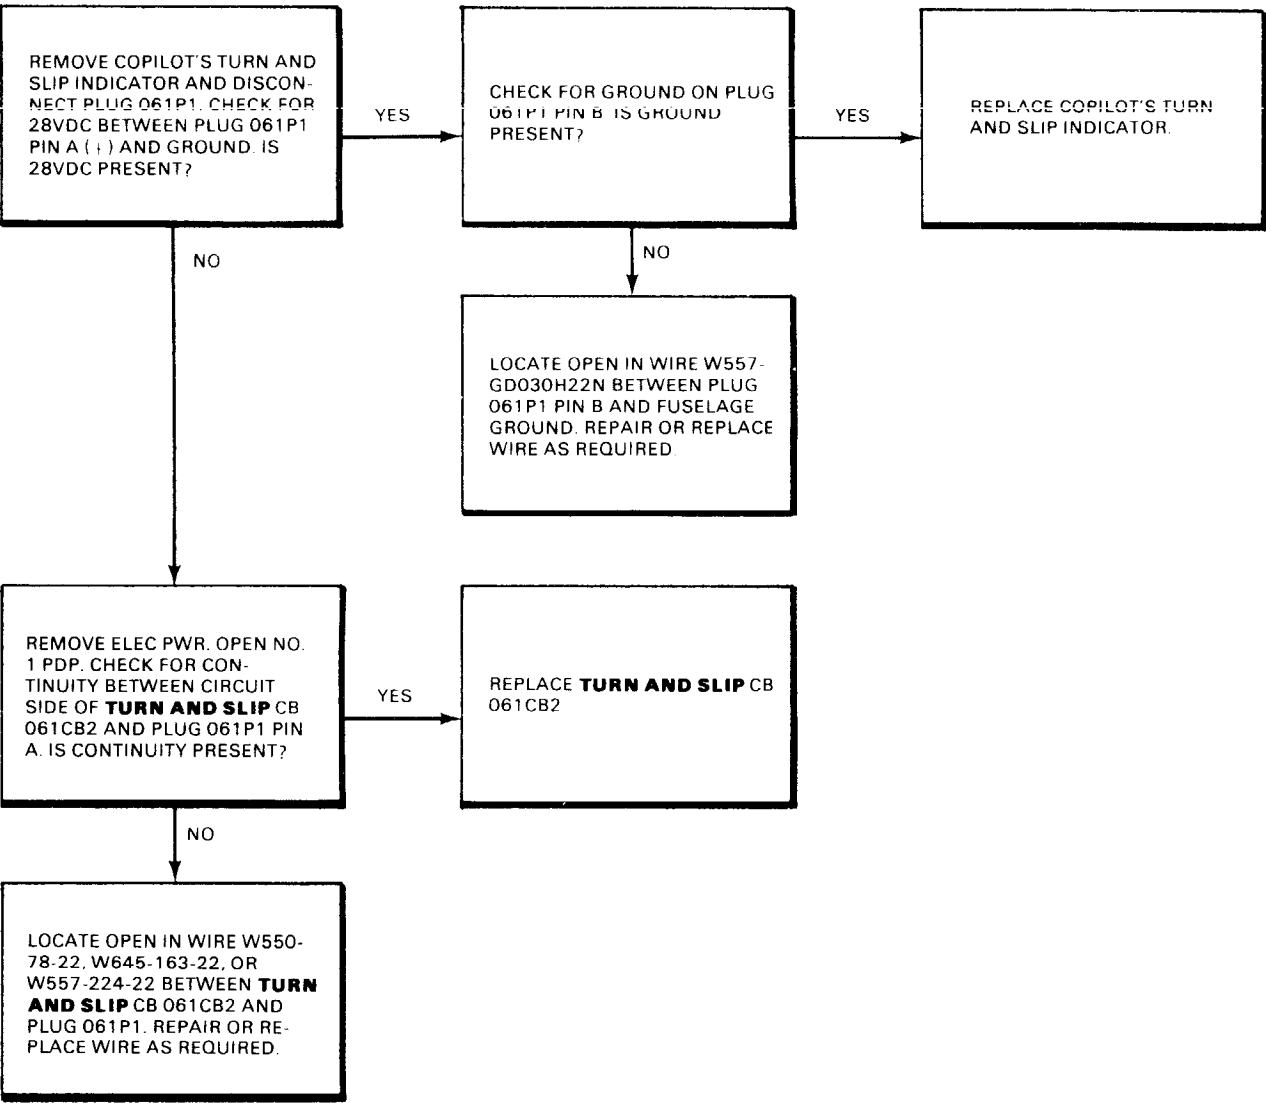 REMOVE COPILOT'S TURN AND
SLIP INDICATOR AND DISCON-
NECT PLUG 061P1. CHECK FOR
28VDC BETWEEN PLUG 061P1
PIN A (+) AND GROUND. IS
28VDC PRESENT?
YES
CHECK FOR GROUND ON PLUG
061P1 PIN B IS GROUND
PRESENT?
YES
REPLACE COPILOT'S TURN
AND SLIP INDICATOR.
NO
NO
LOCATE OPEN IN WIRE W557-
GD030H22N BETWEEN PLUG
061P1 PIN B AND FUSELAGE
GROUND. REPAIR OR REPLACE
WIRE AS REQUIRED.
REMOVE ELEC PWR. OPEN NO.
1 PDP. CHECK FOR CON-
TINUITY BETWEEN CIRCUIT
SIDE OF TURN AND SLIP CB
061CB2 AND PLUG 061P1 PIN
A. IS CONTINUITY PRESENT?
YES
REPLACE TURN AND SLIP CB
061CB2
NO
LOCATE OPEN IN WIRE W550-
78-22, W645-163-22, OR
W557-224-22 BETWEEN TURN
AND SLIP CB 061CB2 AND
PLUG 061P1. REPAIR OR RE-
PLACE WIRE AS REQUIRED.